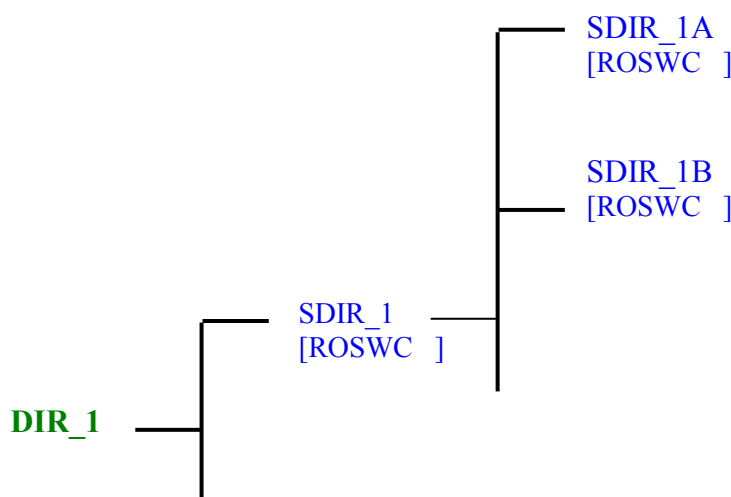 SDIR_1A
[ROSWC   ]
SDIR_1B
[ROSWC   ]
SDIR_1
[ROSWC   ]
DIR_1